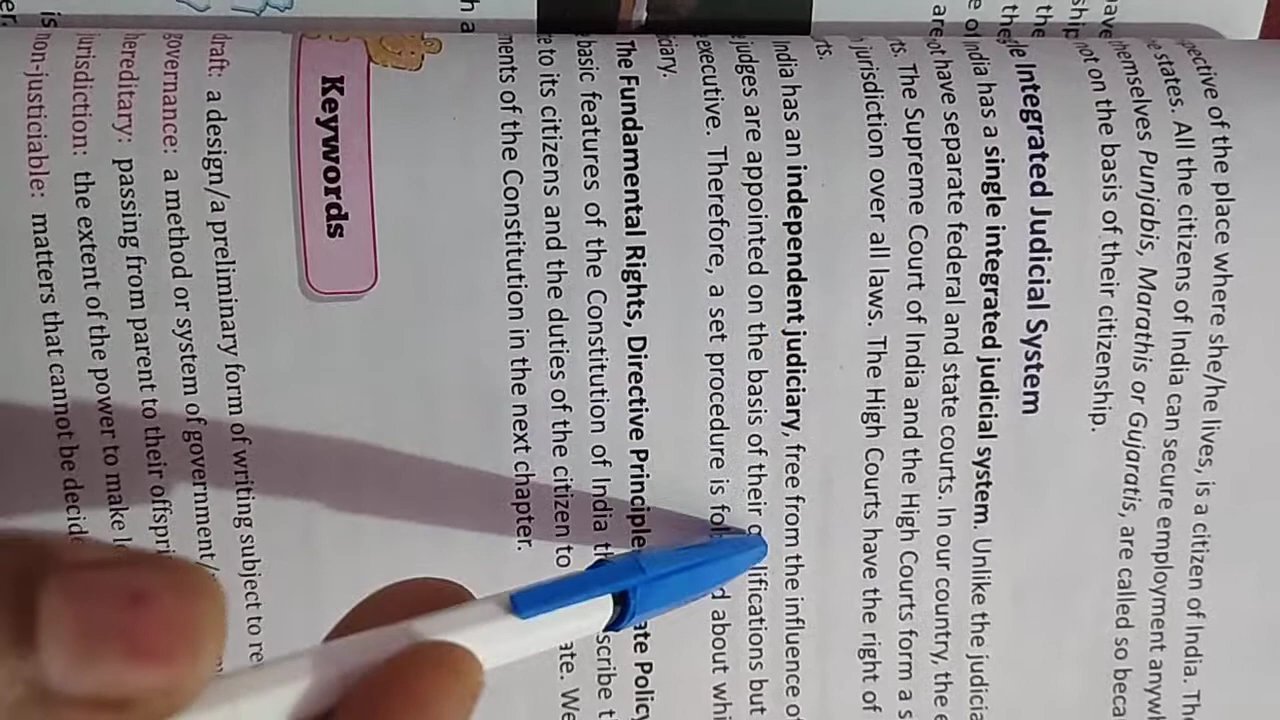 pective of the place where she/he lives, is a citizen of India. Th
states. All the citizens of India can secure employment anywh
themselves Punjabis, Marathis or Gujaratis, are called so beca
not on the basis of their citizenship.
Integrated Judicial System
India has a single integrated judicial system. Unlike the judicia
not have separate federal and state courts. In our country, the
rts. The Supreme Court of India and the High Courts form a s
jurisdiction over all laws. The High Courts have the right of
rts.
India has an independent judiciary, free from the influence of
judges are appointed on the basis of their qualifications but
executive. Therefore, a set procedure is about whi
ciary.
The Fundamental Rights, Directive Principle ate Policy
basic features of the Constitution of India scribe t
e to its citizens and the duties of the citizen to ate. We
ments of the Constitution in the next chapter.
Keywords
draft: a design/a preliminary form of writing subject to re
governance: a method or system of government/
hereditary: passing from parent to their offspri
jurisdiction: the extent of the power to make
non-justiciable: matters that cannot be decid